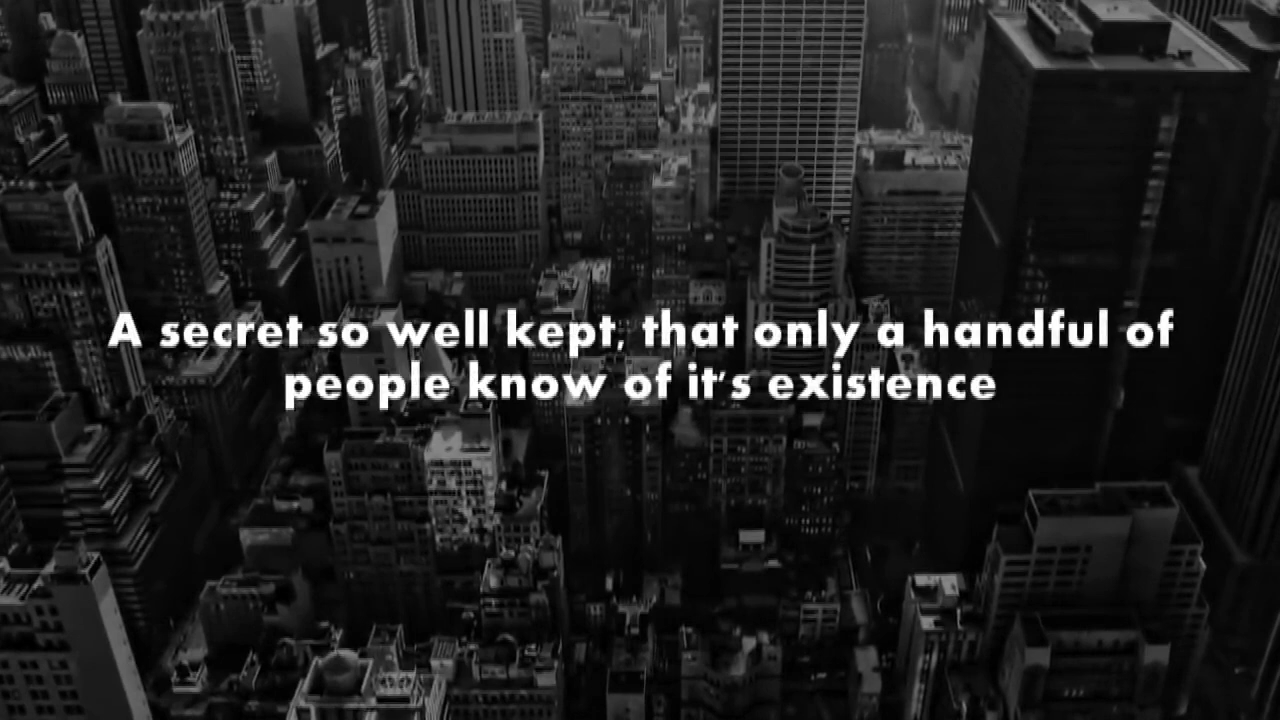 A secret so well kept, that only a handful of
people know of it's existence